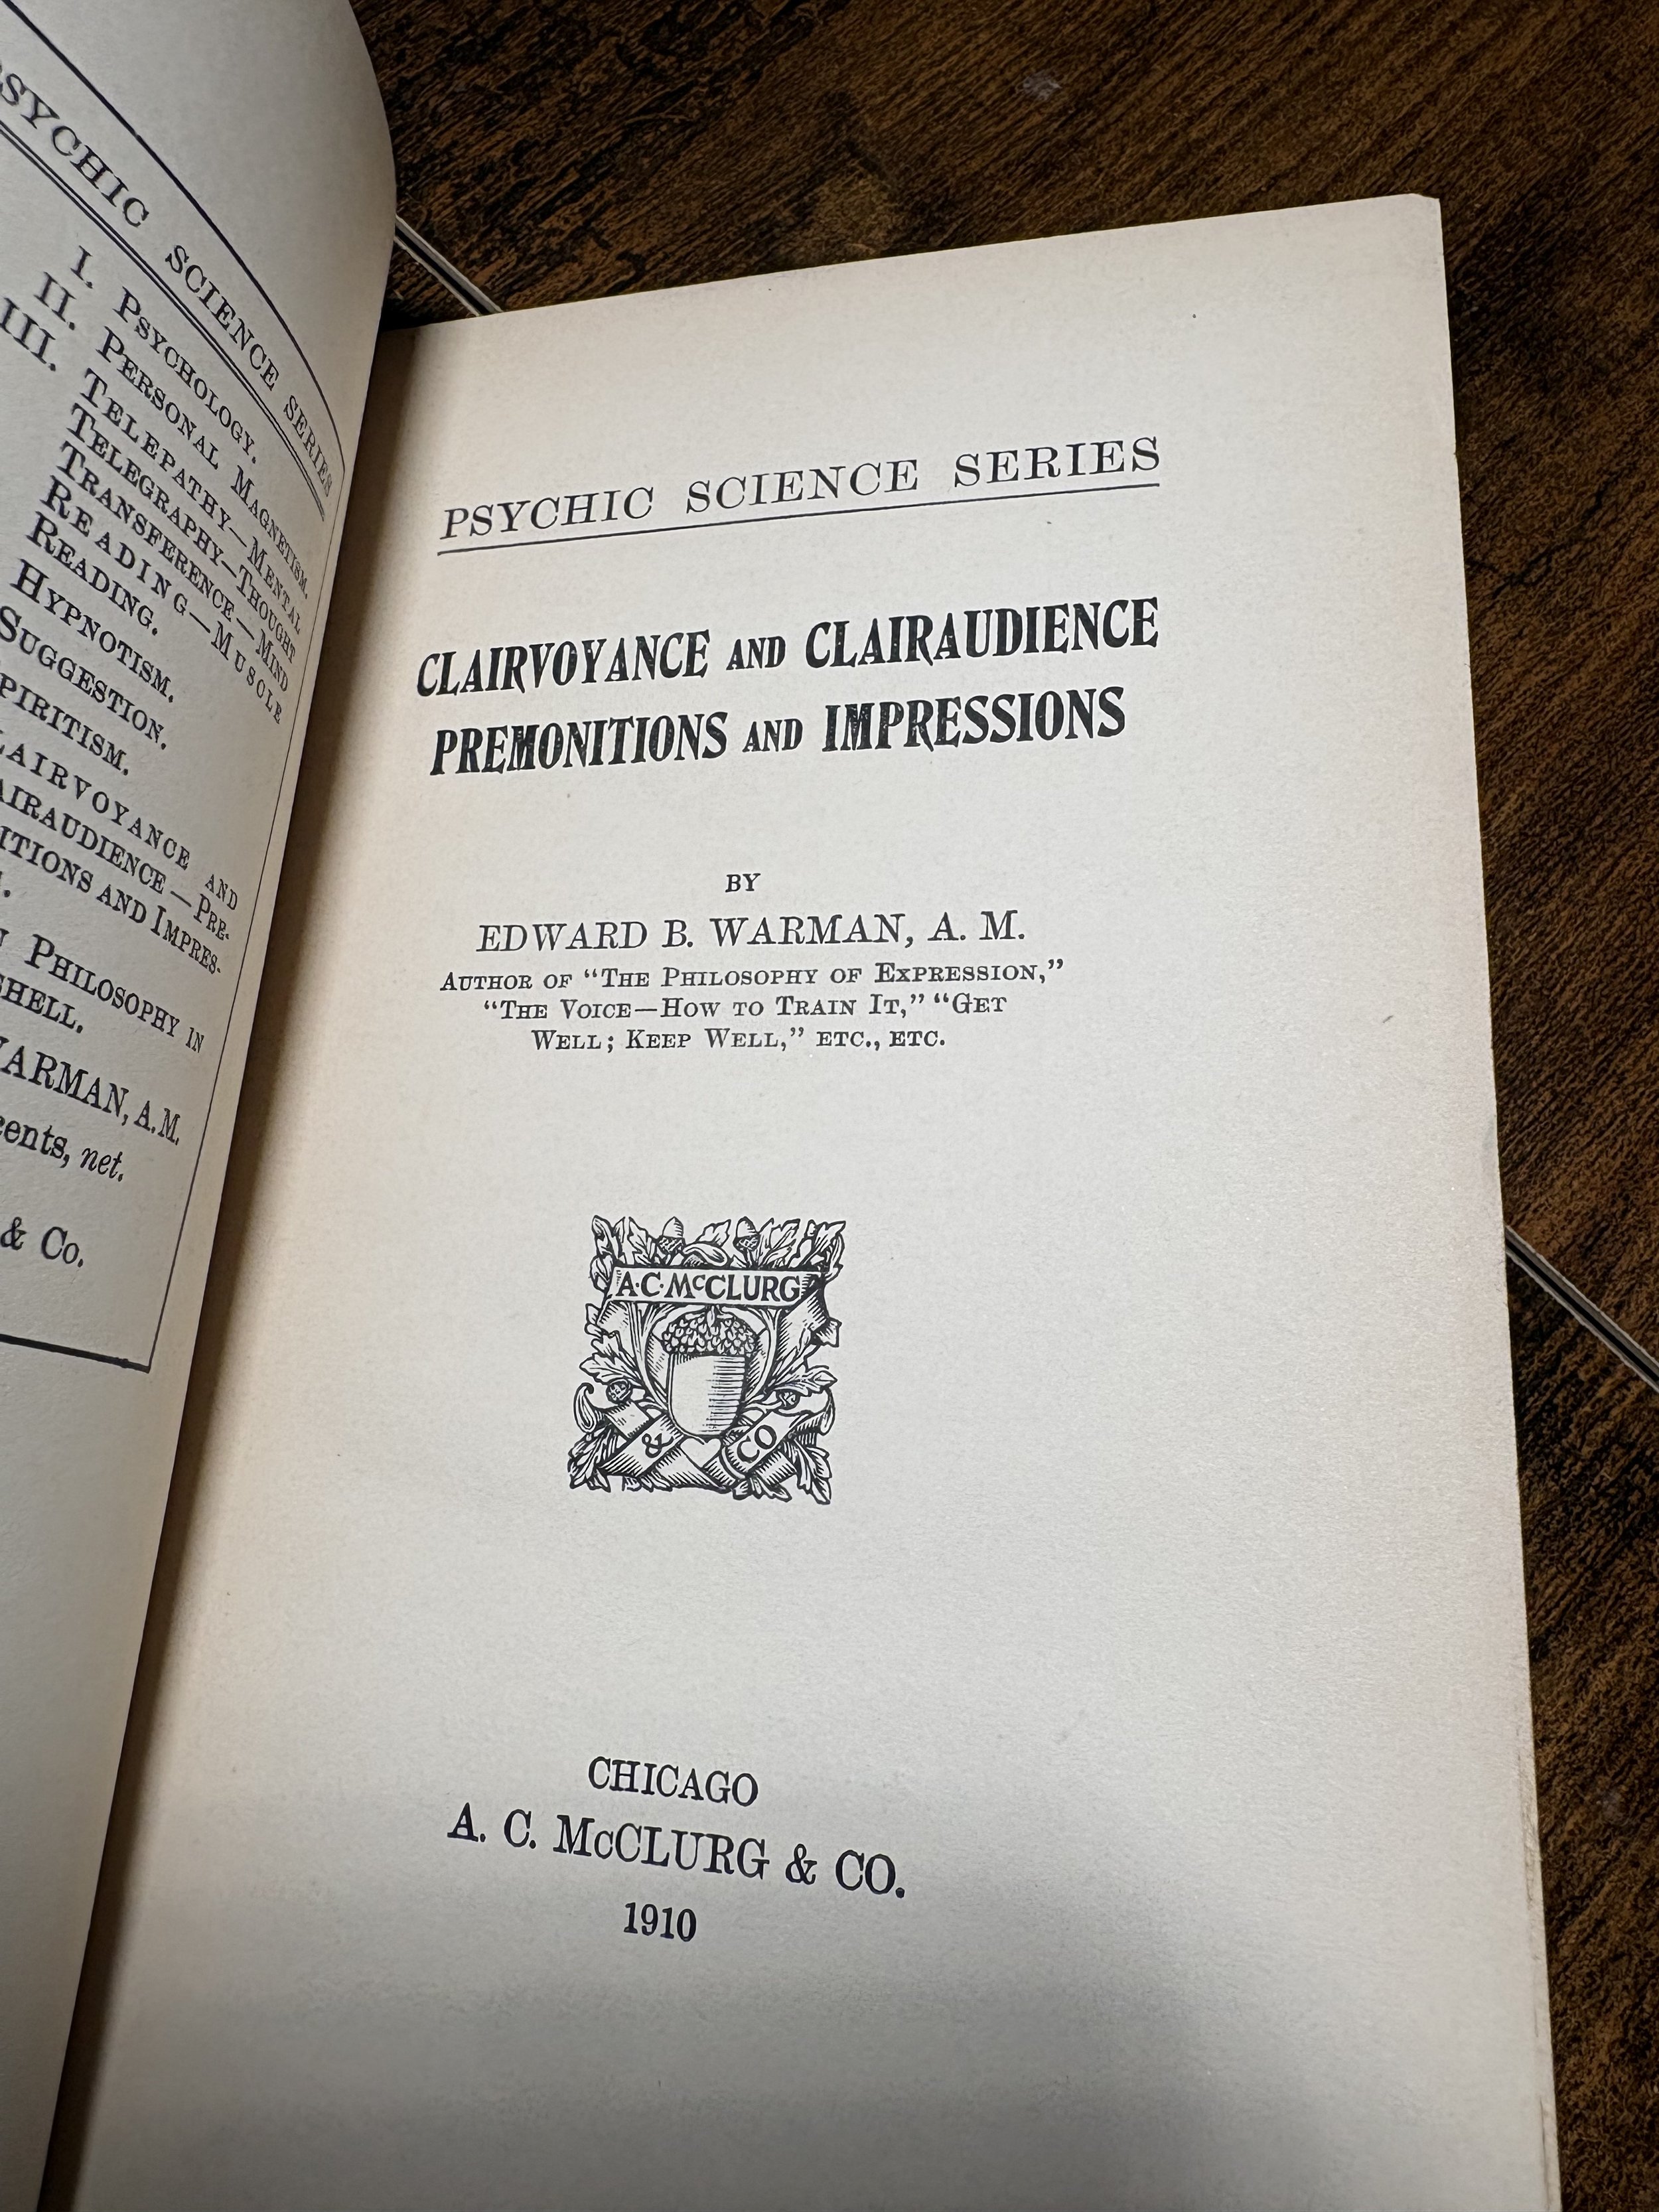 PSYCHIC SCIENCE SERIES
I. PSYCHOLOGY.
II. PERSONAL MAGNETISM.
III. TELEPATHY—MENTAL
TELEGRAPHY—THOUGHT
TRANSFERENCE—MIND
READING—MUSCLE
READING.
HYPNOTISM.
SUGGESTION.
PIRITISM.
LAIRVOYANCE AND
AIRAUDIENCE—PRE-
ITIONS AND IMPRES-
PHILOSOPHY IN
SHELL.
WARMAN, A.M.
cents, net.
& Co.
PSYCHIC SCIENCE SERIES
CLAIRVOYANCE AND CLAIRAUDIENCE
PREMONITIONS AND IMPRESSIONS
BY
EDWARD B. WARMAN, A. M.
AUTHOR OF “THE PHILOSOPHY OF EXPRESSION,”
“THE VOICE—HOW TO TRAIN IT,” “GET
WELL; KEEP WELL,” ETC., ETC.
A·C·McCLURG
& CO
CHICAGO
A. C. McCLURG & CO.
1910